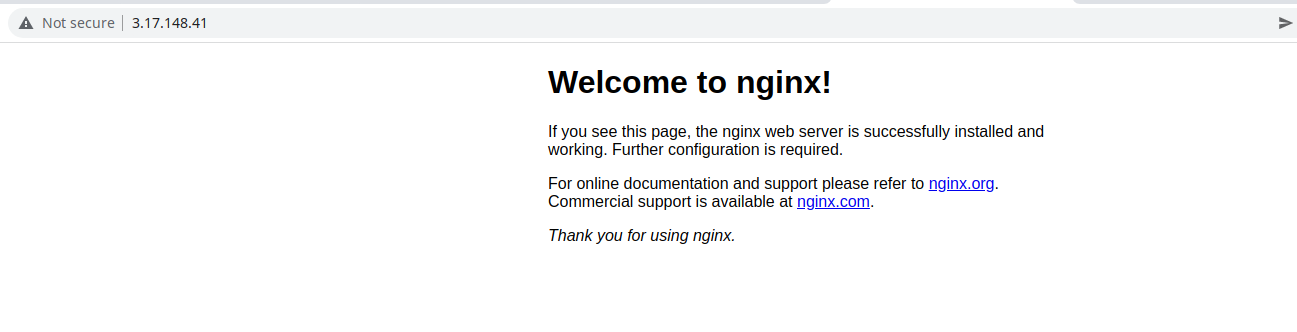 Not secure 3.17.148.41
Welcome to nginx!
If you see this page, the nginx web server is successfully installed and
working. Further configuration is required.
For online documentation and support please refer to nginx.org.
Commercial support is available at nginx.com.
Thank you for using nginx.